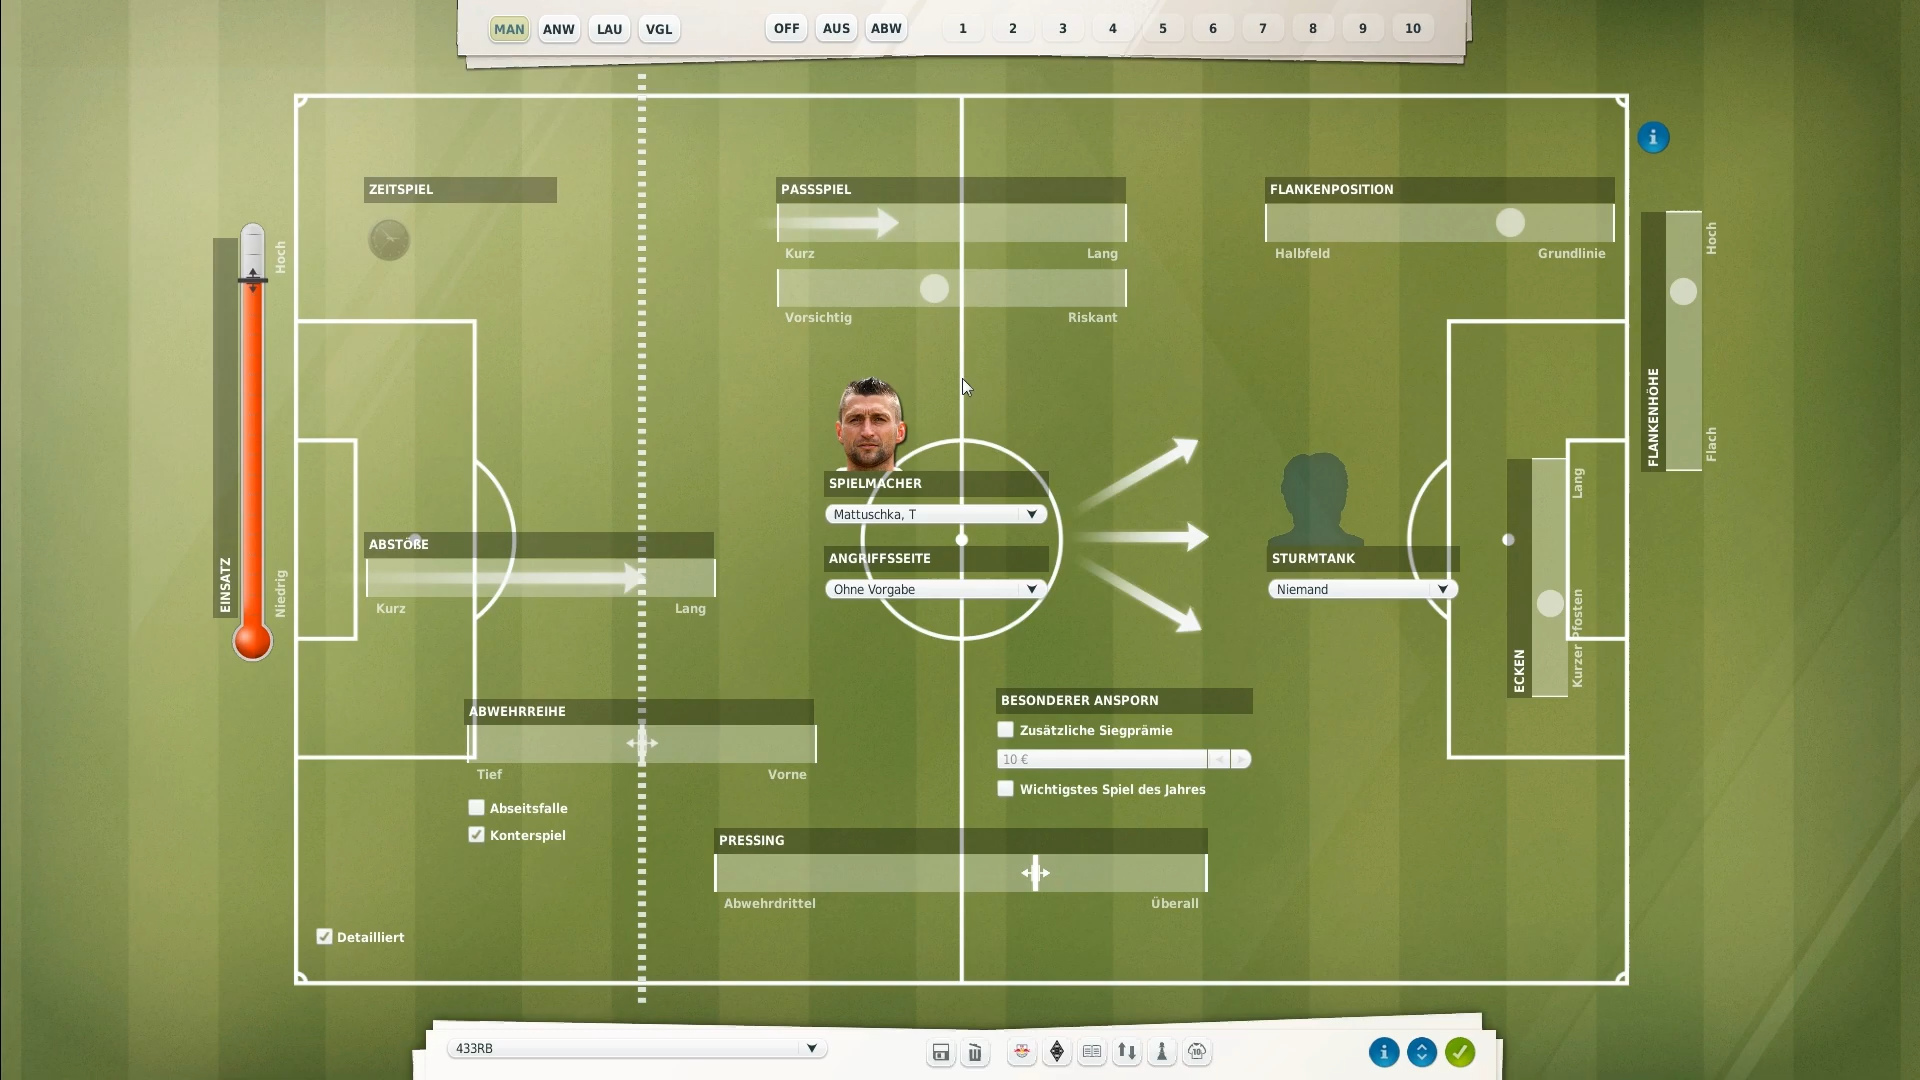 MAN ANW LAU VGL OFF AUS ABW 1 2 3 4 5 6 7 8 9 10
ZEITSPIEL
PASSSPIEL
Kurz Lang
Vorsichtig Riskant
FLANKENPOSITION
Halbfeld Grundlinie
Hoch
FLANKENHÖHE
Flach
Hoch
EINSATZ
Niedrig
SPIELMACHER
Mattuschka, T
ANGRIFFSSEITE
Ohne Vorgabe
STURMTANK
Niemand
ABSTÖßE
Kurz Lang
Lang
ECKEN
Kurzer Pfosten
ABWEHRREIHE
Tief Vorne
Abseitsfalle
Konterspiel
BESONDERER ANSPORN
Zusätzliche Siegprämie
10 €
Wichtigstes Spiel des Jahres
PRESSING
Abwehrdrittel Überall
Detailliert
433RB
10